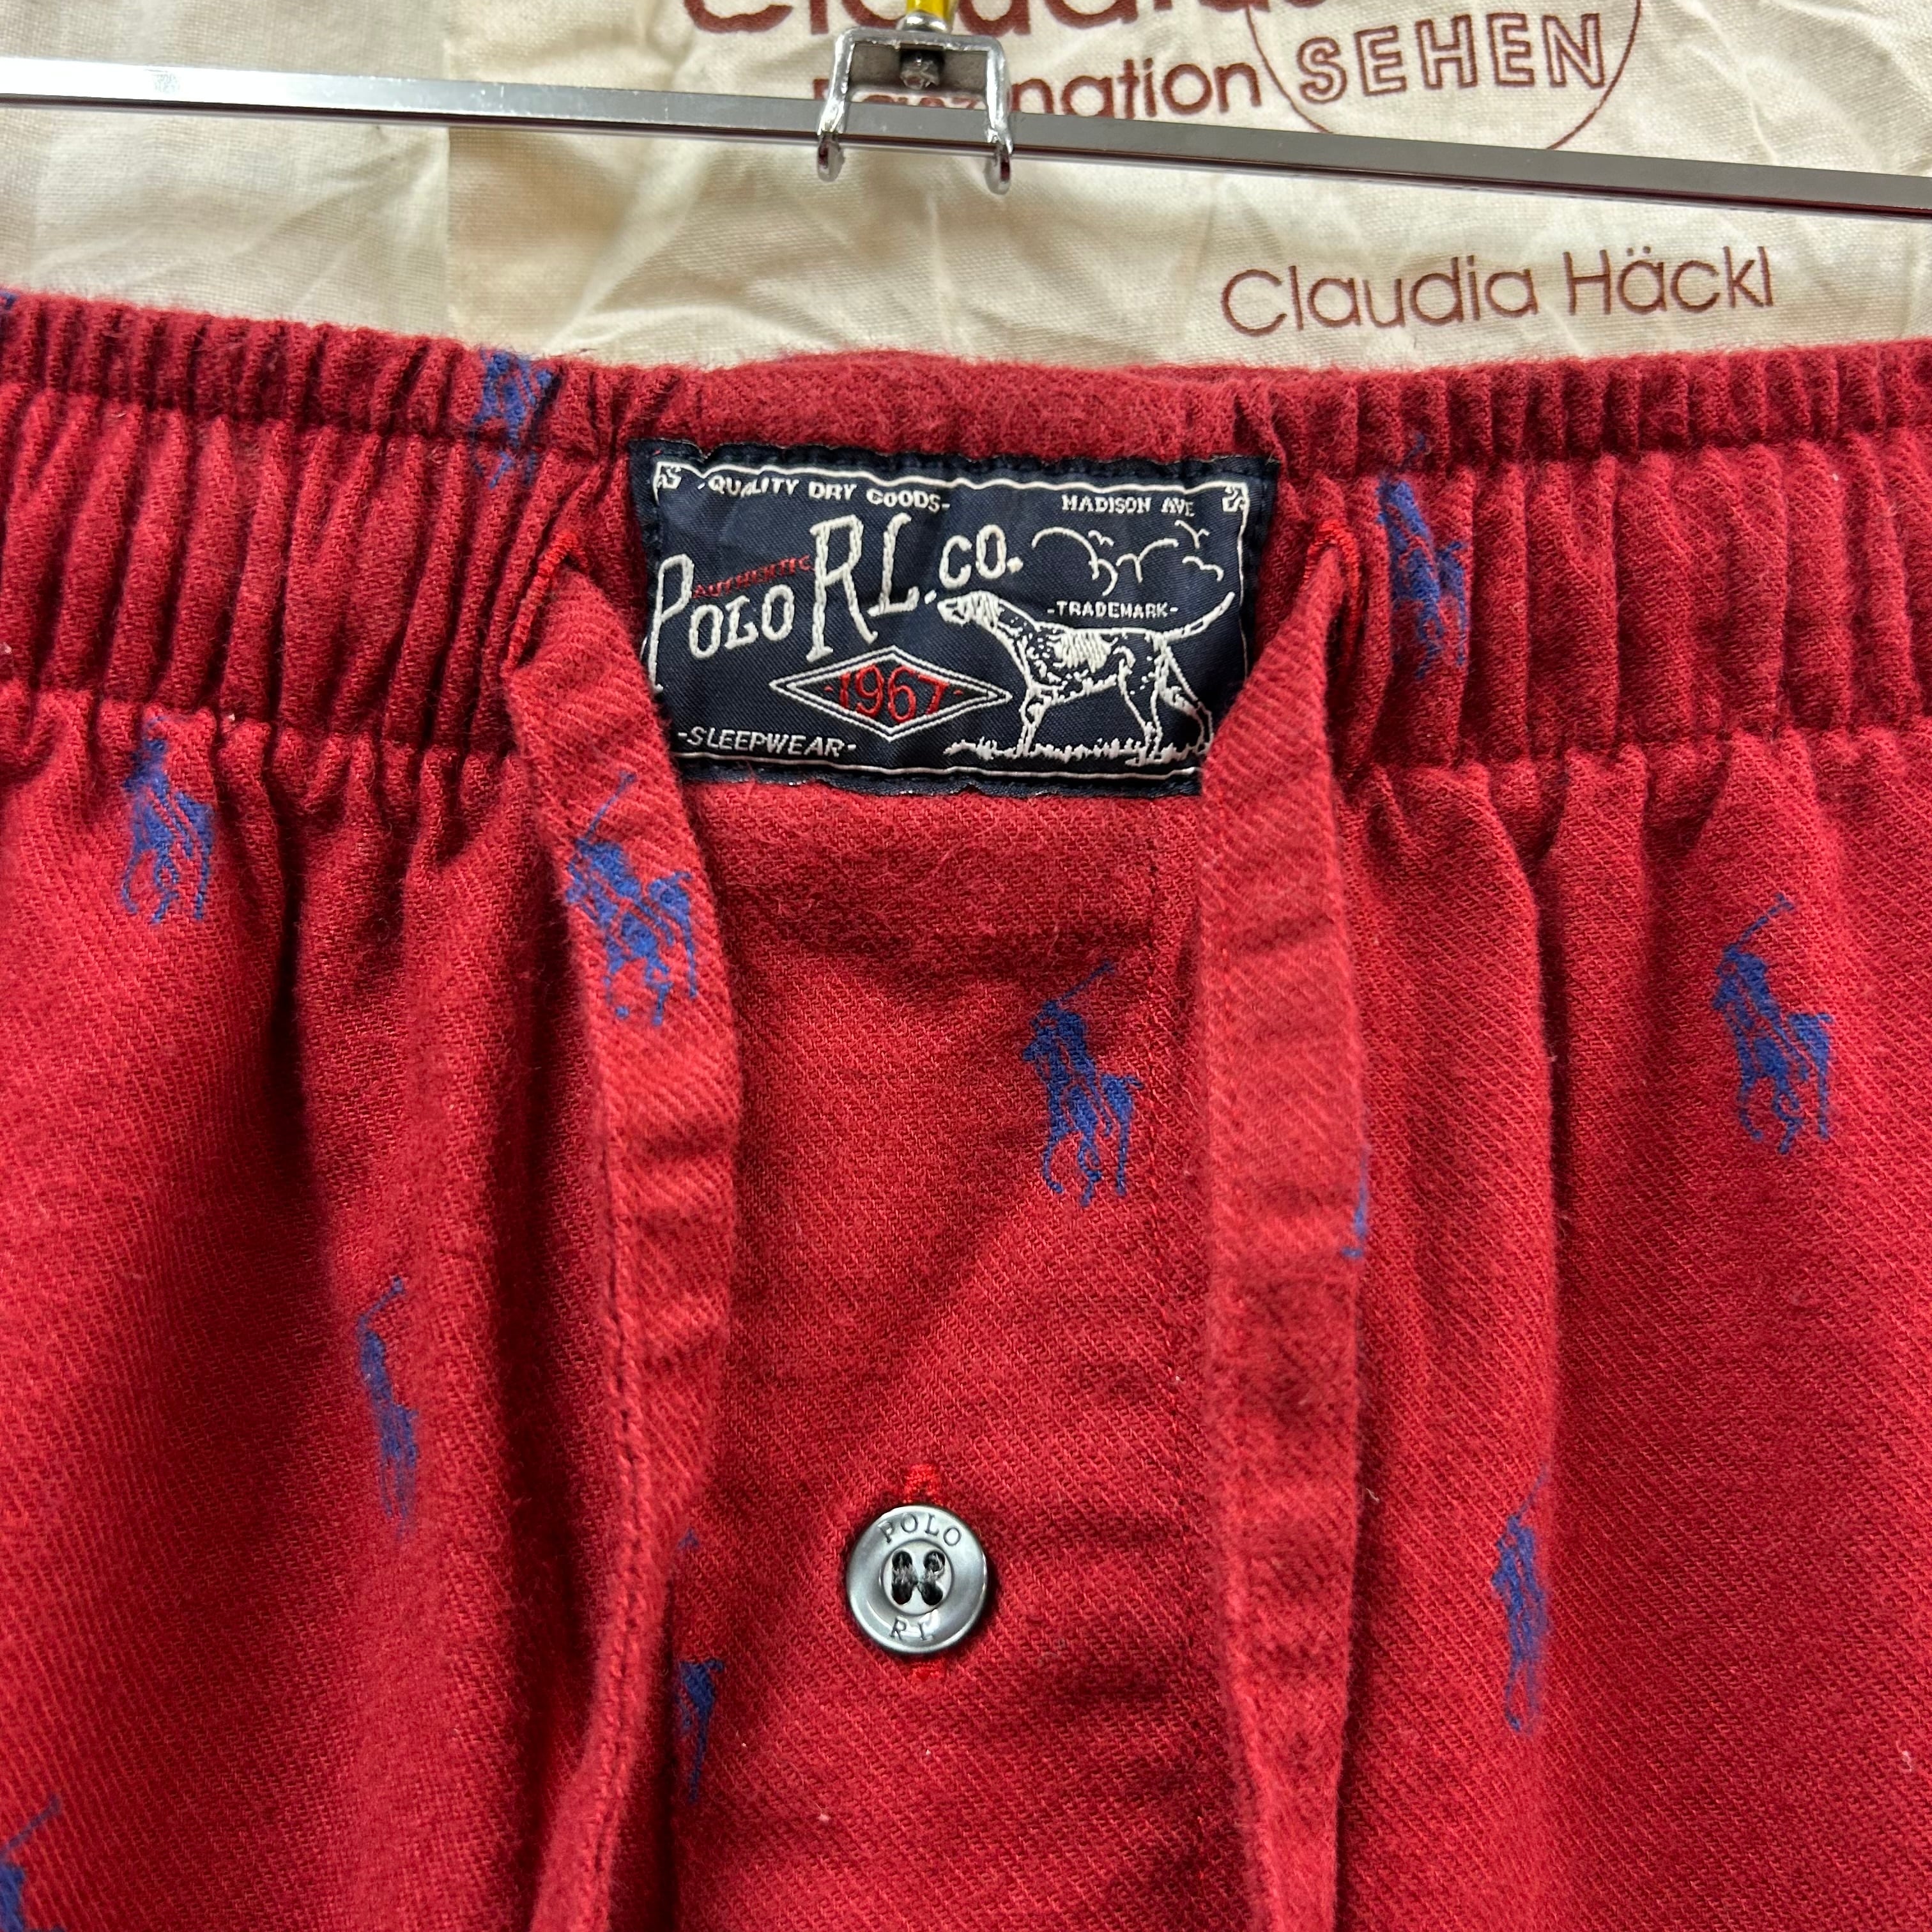 SEHEN
nation
Claudia Häckl
QUALITY DRY GOODS-
MADISON AVE
AUTHENTIC
POLO RL.CO.
-TRADEMARK-
-1967-
-SLEEPWEAR-
POLO
RL